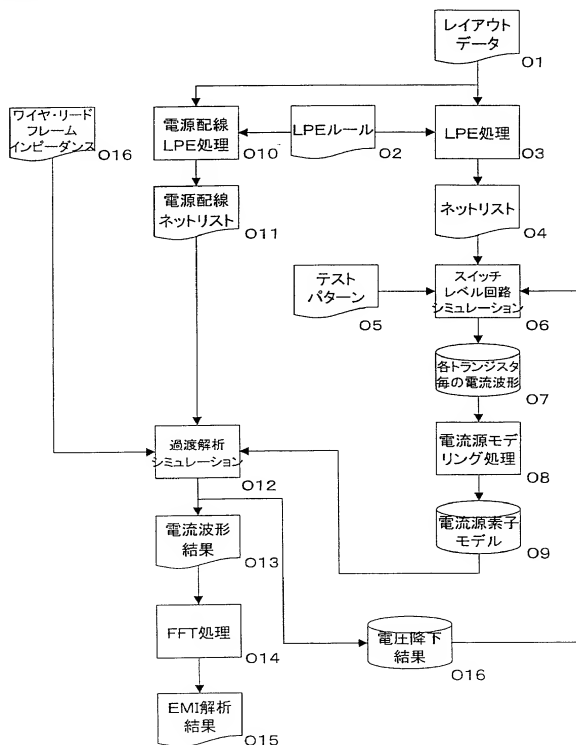 レイアウト
データ
O1
ワイヤ・リード
フレーム
インピーダンス
O16
電源配線
LPE処理
O10
LPEルール
O2
LPE処理
O3
電源配線
ネットリスト
O11
ネットリスト
O4
テスト
パターン
O5
スイッチ
レベル回路
シミュレーション
O6
各トランジスタ
毎の電流波形
O7
過渡解析
シミュレーション
O12
電流源モデ
リング処理
O8
電流波形
結果
O13
電流源素子
モデル
O9
FFT処理
O14
電圧降下
結果
O16
EMI解析
結果
O15